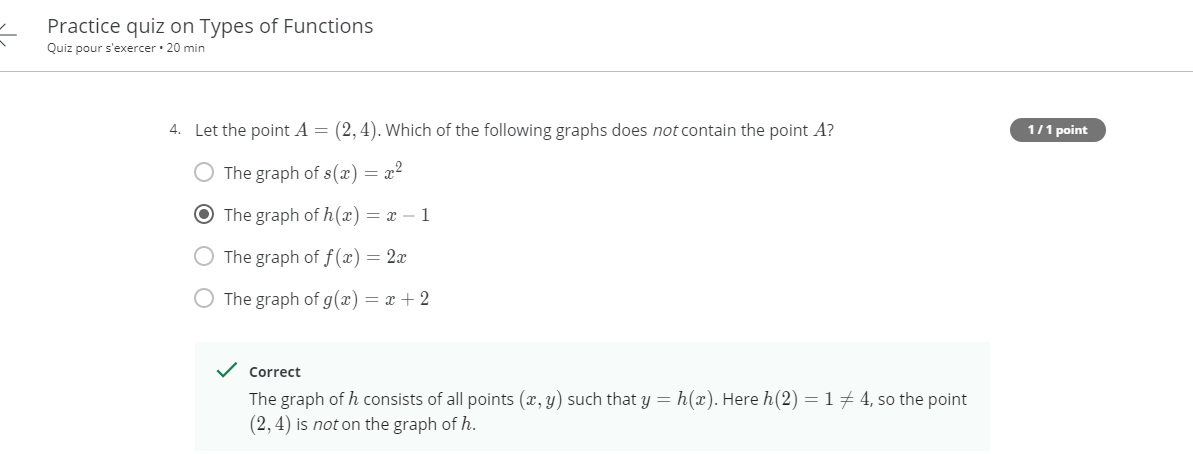 Practice quiz on Types of Functions
Quiz pour s'exercer • 20 min
4. Let the point A = (2, 4). Which of the following graphs does not contain the point A?
1 / 1 point
The graph of s(x) = x²
The graph of h(x) = x − 1
The graph of f(x) = 2x
The graph of g(x) = x + 2
Correct
The graph of h consists of all points (x, y) such that y = h(x). Here h(2) = 1 ≠ 4, so the point
(2, 4) is not on the graph of h.